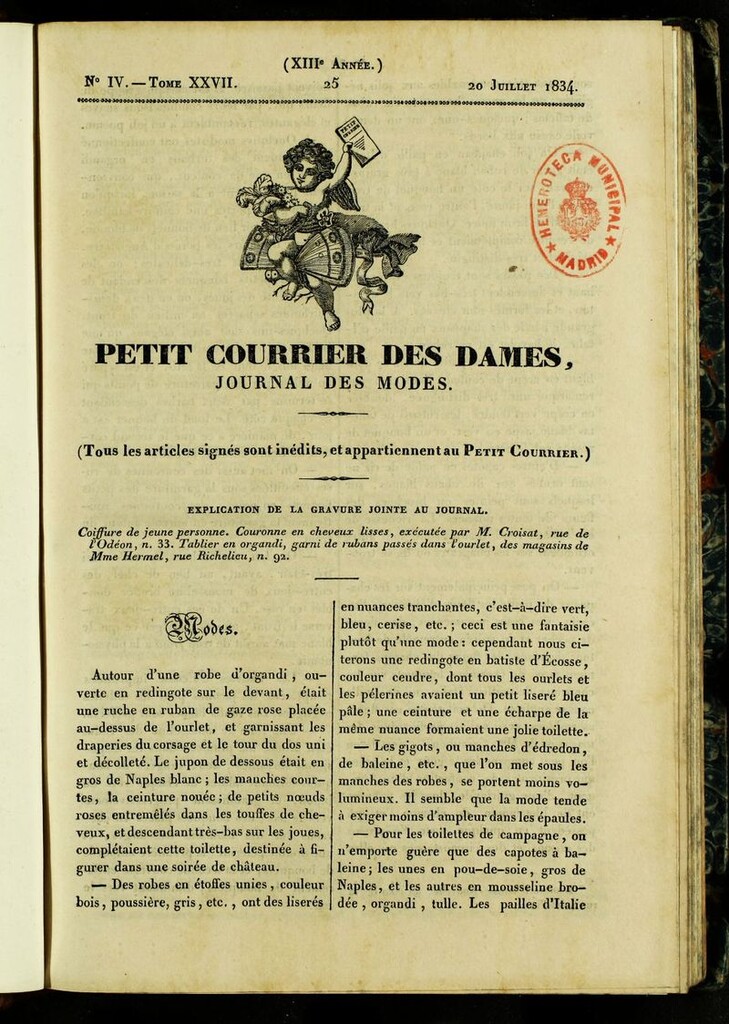 (XIIIe Année.)
No IV. — Tome XXVII. 25 20 Juillet 1834.
PETIT COURRIER
HEMEROTECA MUNICIPAL
★ MADRID ★
PETIT COURRIER DES DAMES,
JOURNAL DES MODES.
(Tous les articles signés sont inédits, et appartiennent au Petit Courrier.)
EXPLICATION DE LA GRAVURE JOINTE AU JOURNAL.
Coiffure de jeune personne. Couronne en cheveux lisses, exécutée par M. Croisat, rue de
l'Odéon, n. 33. Tablier en organdi, garni de rubans passés dans l'ourlet, des magasins de
Mme Hermel, rue Richelieu, n. 92.
Modes.
Autour d'une robe d'organdi, ou-
verte en redingote sur le devant, était
une ruche en ruban de gaze rose placée
au-dessus de l'ourlet, et garnissant les
draperies du corsage et le tour du dos uni
et décolleté. Le jupon de dessous était en
gros de Naples blanc; les manches cour-
tes, la ceinture nouée; de petits nœuds
roses entremêlés dans les touffes de che-
veux, et descendant très-bas sur les joues,
complétaient cette toilette, destinée à fi-
gurer dans une soirée de château.
— Des robes en étoffes unies, couleur
bois, poussière, gris, etc., ont des liserés
en nuances tranchantes, c'est-à-dire vert,
bleu, cerise, etc.; ceci est une fantaisie
plutôt qu'une mode: cependant nous ci-
terons une redingote en batiste d'Écosse,
couleur cendre, dont tous les ourlets et
les pélerines avaient un petit liseré bleu
pâle; une ceinture et une écharpe de la
même nuance formaient une jolie toilette.
— Les gigots, ou manches d'édredon,
de baleine, etc., que l'on met sous les
manches des robes, se portent moins vo-
lumineux. Il semble que la mode tende
à exiger moins d'ampleur dans les épaules.
— Pour les toilettes de campagne, on
n'emporte guère que des capotes à ba-
leine; les unes en pou-de-soie, gros de
Naples, et les autres en mousseline bro-
dée, organdi, tulle. Les pailles d'Italie